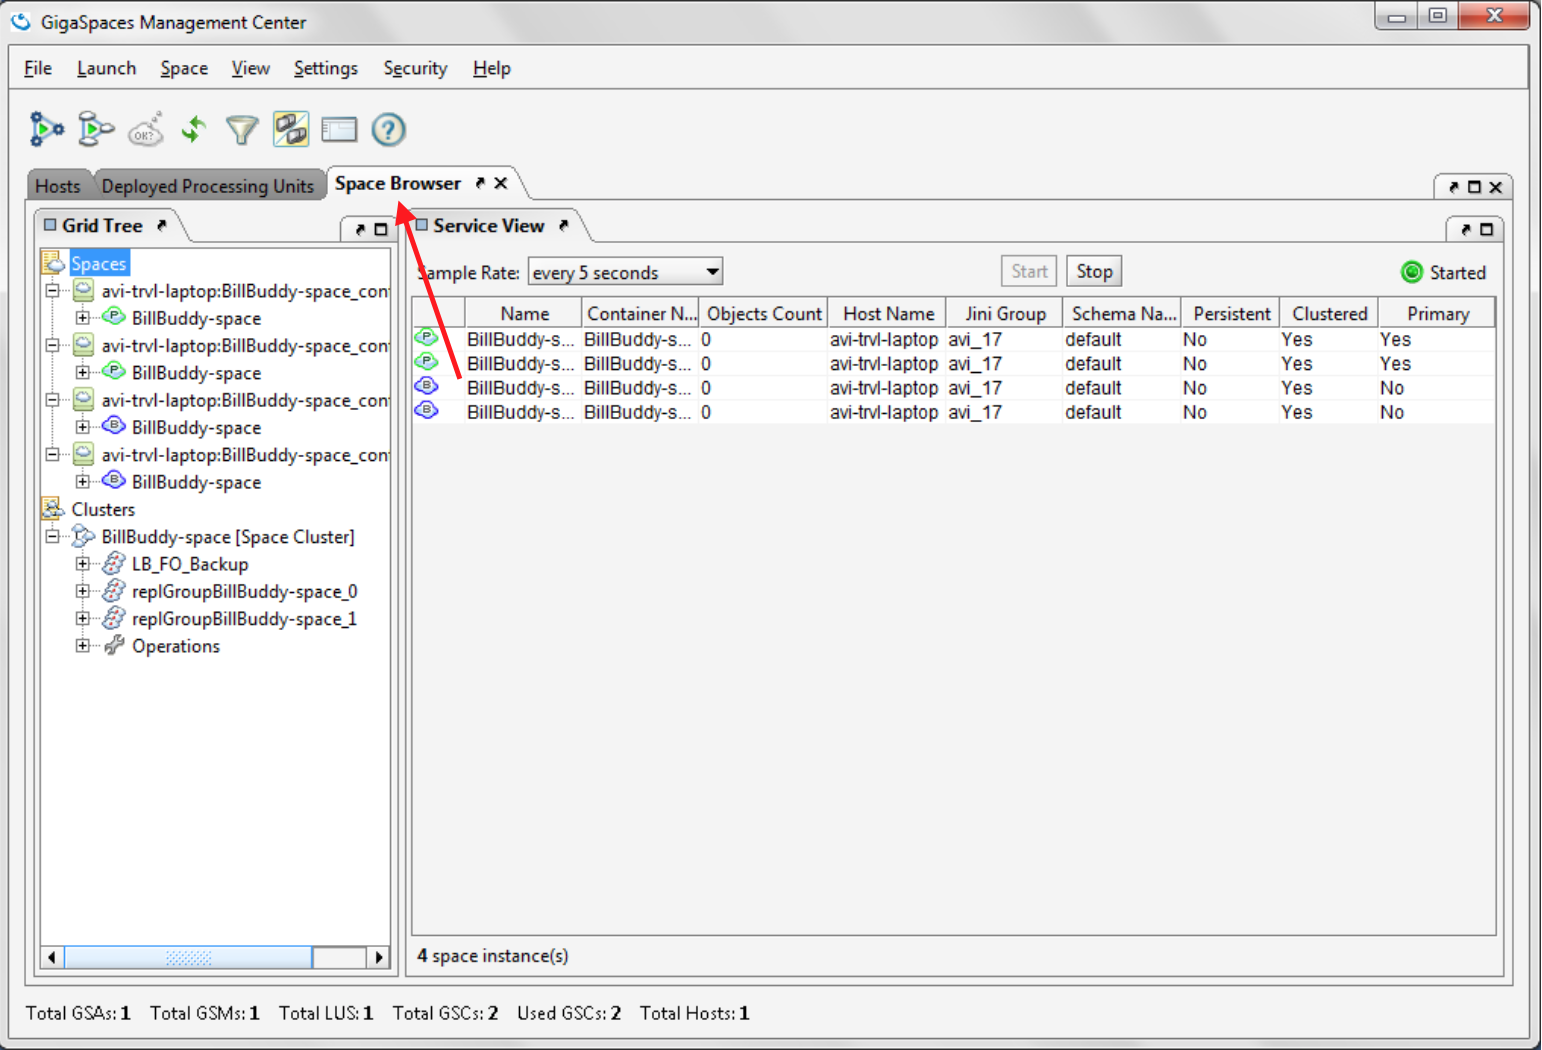 GigaSpaces Management Center
File Launch Space View Settings Security Help
OK?
Hosts Deployed Processing Units Space Browser
Grid Tree
Spaces
avi-trvl-laptop:BillBuddy-space_con
P BillBuddy-space
avi-trvl-laptop:BillBuddy-space_con
P BillBuddy-space
avi-trvl-laptop:BillBuddy-space_con
B BillBuddy-space
avi-trvl-laptop:BillBuddy-space_con
B BillBuddy-space
Clusters
BillBuddy-space [Space Cluster]
LB_FO_Backup
replGroupBillBuddy-space_0
replGroupBillBuddy-space_1
Operations
Service View
Sample Rate: every 5 seconds Start Stop Started
Name Container N... Objects Count Host Name Jini Group Schema Na... Persistent Clustered Primary
P BillBuddy-s... BillBuddy-s... 0 avi-trvl-laptop avi_17 default No Yes Yes
P BillBuddy-s... BillBuddy-s... 0 avi-trvl-laptop avi_17 default No Yes Yes
B BillBuddy-s... BillBuddy-s... 0 avi-trvl-laptop avi_17 default No Yes No
B BillBuddy-s... BillBuddy-s... 0 avi-trvl-laptop avi_17 default No Yes No
4 space instance(s)
Total GSAs: 1 Total GSMs: 1 Total LUS: 1 Total GSCs: 2 Used GSCs: 2 Total Hosts: 1